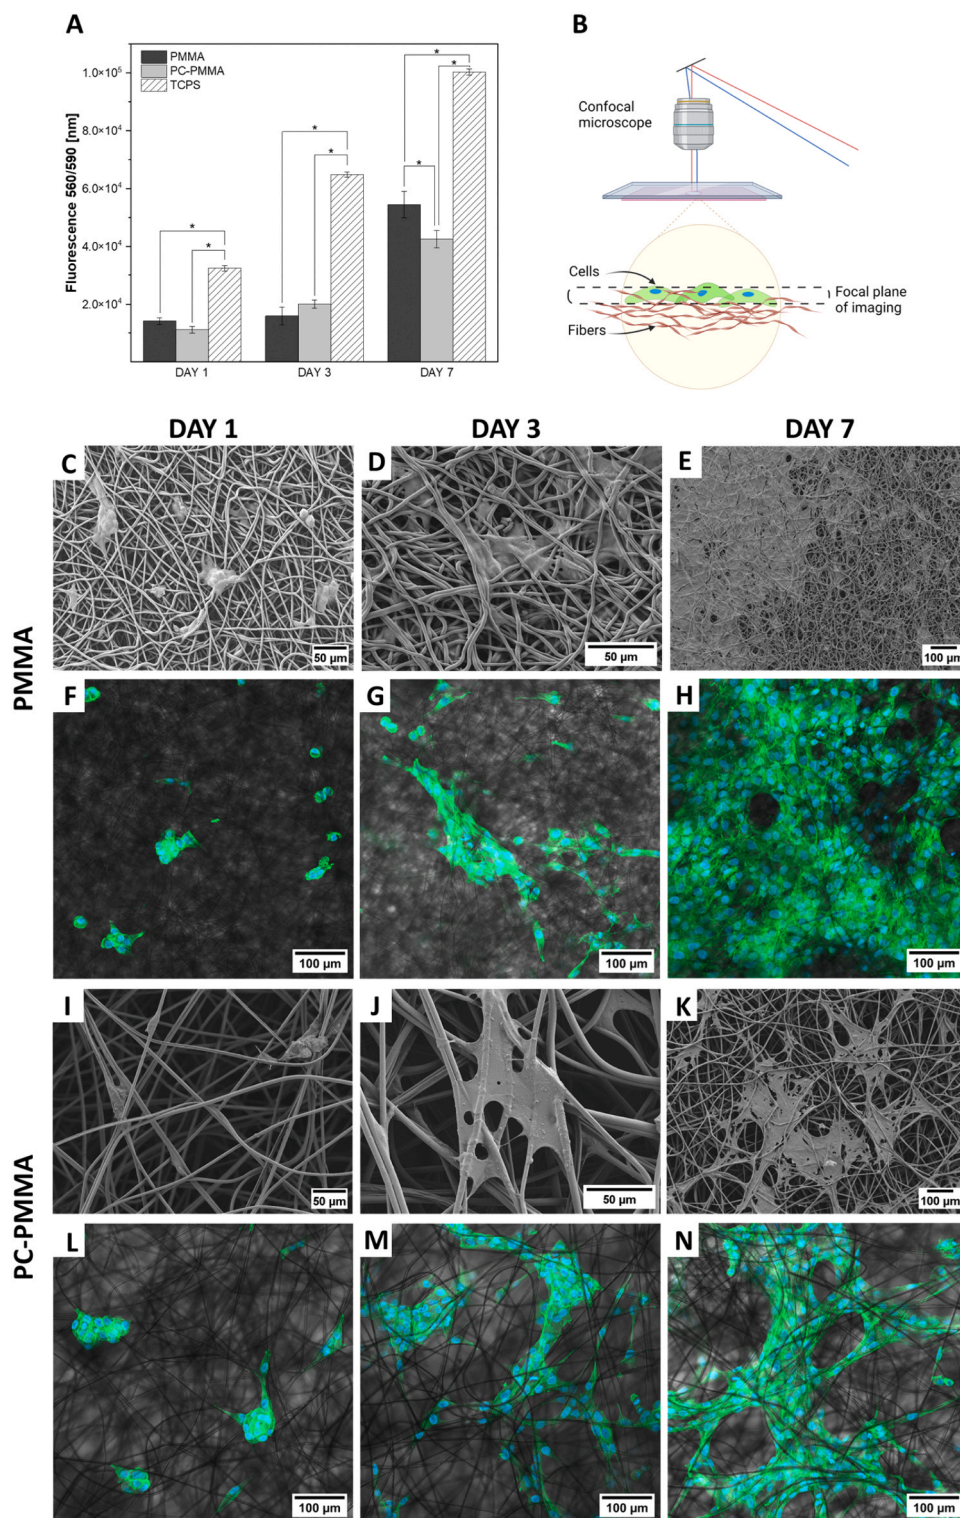 A
PMMA
PC-PMMA
TCPS
Fluorescence 560/590 [nm]
1.0×10⁵
8.0×10⁴
6.0×10⁴
4.0×10⁴
2.0×10⁴
*
*
*
*
*
*
*
DAY 1
DAY 3
DAY 7
B
Confocal
microscope
Cells
Fibers
Focal plane
of imaging
DAY 1
DAY 3
DAY 7
PMMA
C
50 µm
D
50 µm
E
100 µm
F
100 µm
G
100 µm
H
100 µm
PC-PMMA
I
50 µm
J
50 µm
K
100 µm
L
100 µm
M
100 µm
N
100 µm